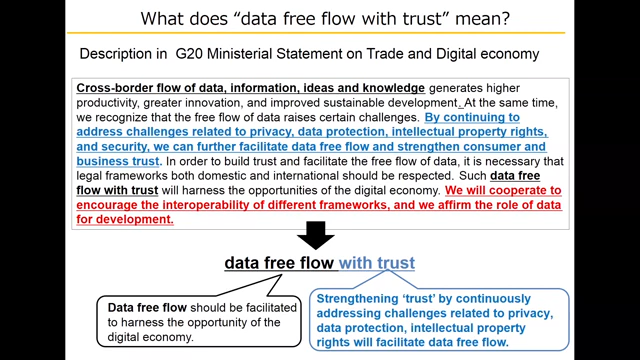 What does “data free flow with trust” mean?
Description in  G20 Ministerial Statement on Trade and Digital economy
Cross-border flow of data, information, ideas and knowledge generates higher
productivity, greater innovation, and improved sustainable development. At the same time,
we recognize that the free flow of data raises certain challenges. By continuing to
address challenges related to privacy, data protection, intellectual property rights,
and security, we can further facilitate data free flow and strengthen consumer and
business trust. In order to build trust and facilitate the free flow of data, it is necessary that
legal frameworks both domestic and international should be respected. Such data free
flow with trust will harness the opportunities of the digital economy. We will cooperate to
encourage the interoperability of different frameworks, and we affirm the role of data
for development.
data free flow with trust
Data free flow should be facilitated
to harness the opportunity of the
digital economy.
Strengthening ‘trust’ by continuously
addressing challenges related to privacy,
data protection, intellectual property
rights will facilitate data free flow.